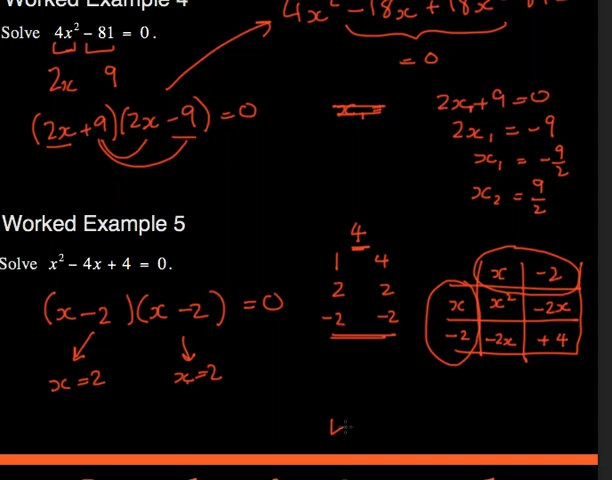 Worked Example 4
4x² − 18x + 18x
Solve 4x² − 81 = 0.
2x 9
= 0
(2x + 9)(2x − 9) = 0
x₁ =
2x₁ + 9 = 0
2x₁ = −9
x₁ = −9/2
x₂ = 9/2
Worked Example 5
Solve x² − 4x + 4 = 0.
(x − 2)(x − 2) = 0
x = 2 x = 2
4
1 4
2 2
−2 −2
x −2
x x² −2x
−2 −2x +4